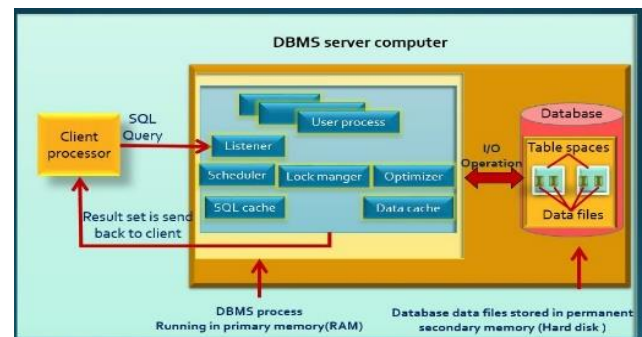 DBMS server computer
SQL
Query
Client
processor
User process
Listener
Scheduler
Lock manger
Optimizer
SQL cache
Data cache
Result set is send
back to client
I/O
Operation
Database
Table spaces
Data files
DBMS process
Running in primary memory(RAM)
Database data files stored in permanent
secondary memory (Hard disk )